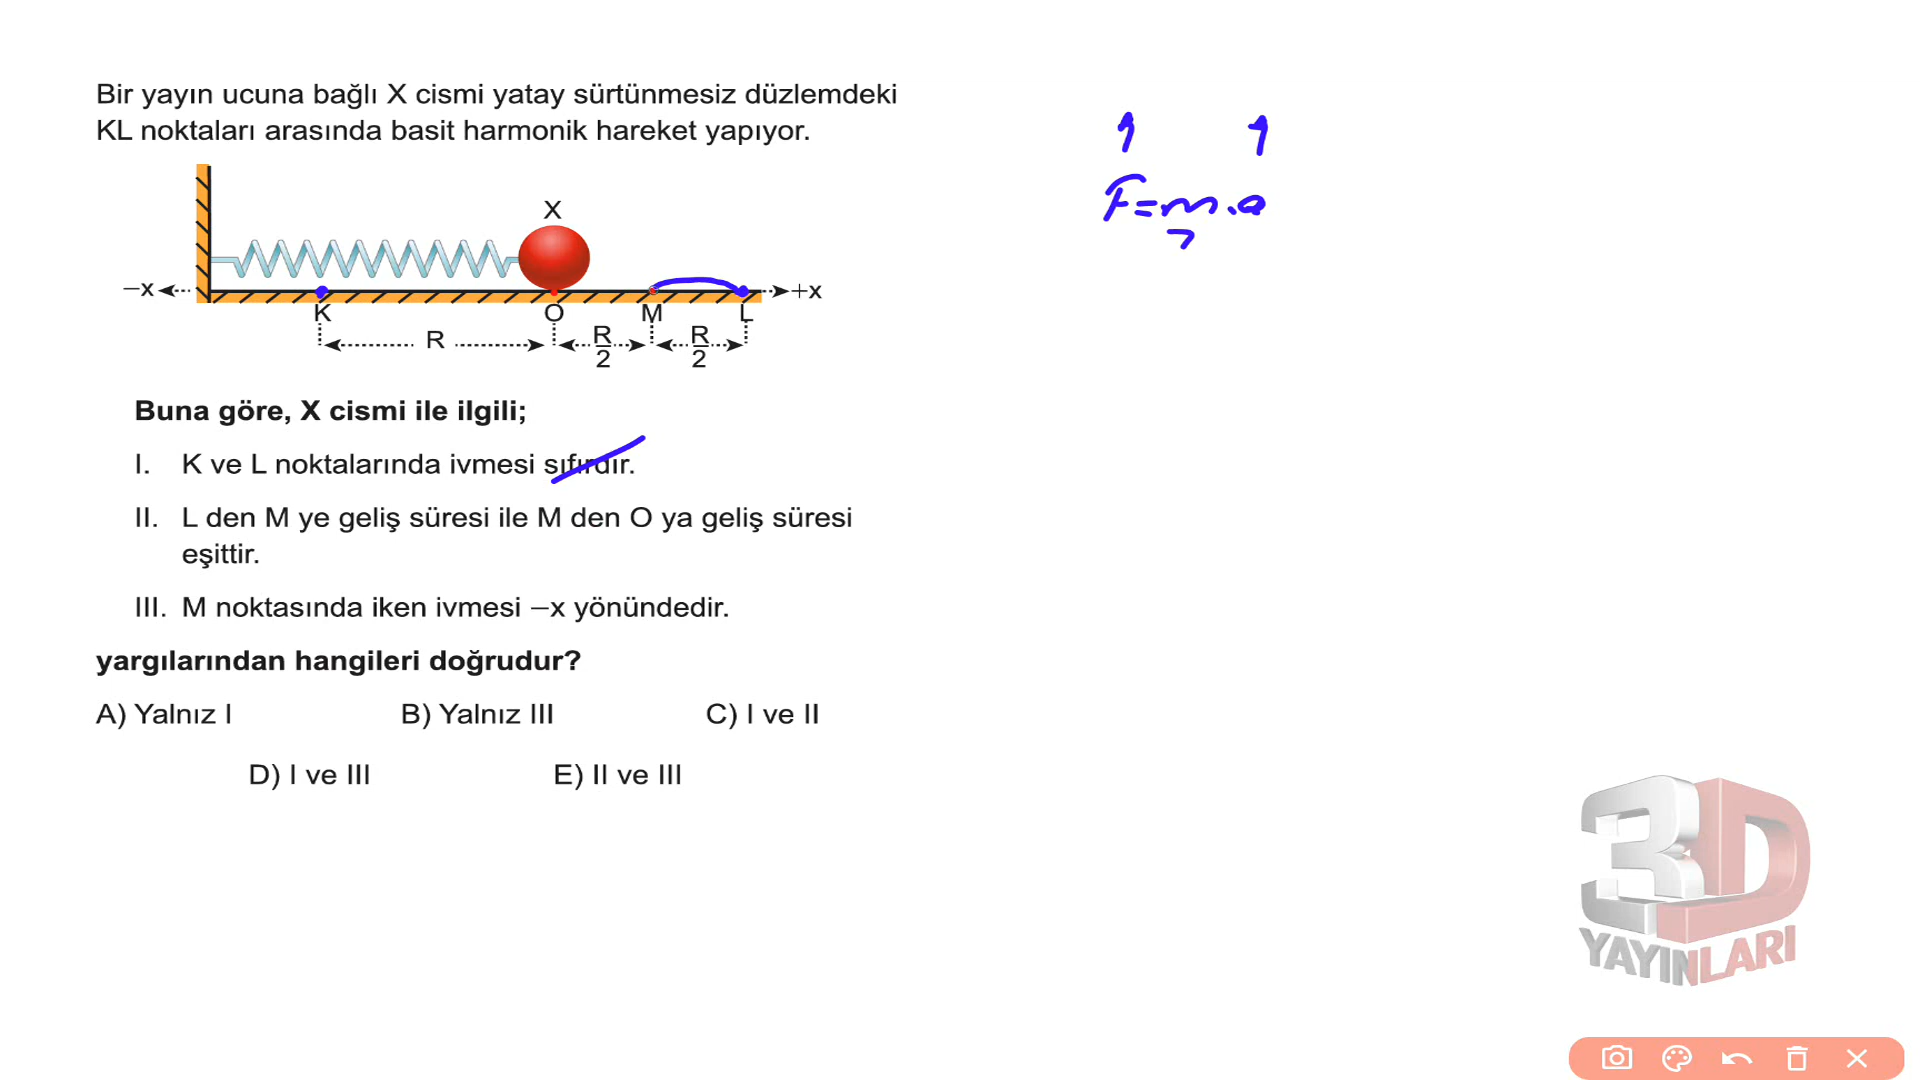 Bir yayın ucuna bağlı X cismi yatay sürtünmesiz düzlemdeki
KL noktaları arasında basit harmonik hareket yapıyor.
X
−x
+x
K
O
M
L
R
R/2
R/2
F=m.a
Buna göre, X cismi ile ilgili;
I. K ve L noktalarında ivmesi sıfırdır.
II. L den M ye geliş süresi ile M den O ya geliş süresi
eşittir.
III. M noktasında iken ivmesi −x yönündedir.
yargılarından hangileri doğrudur?
A) Yalnız I B) Yalnız III C) I ve II
D) I ve III E) II ve III
3D
YAYINLARI